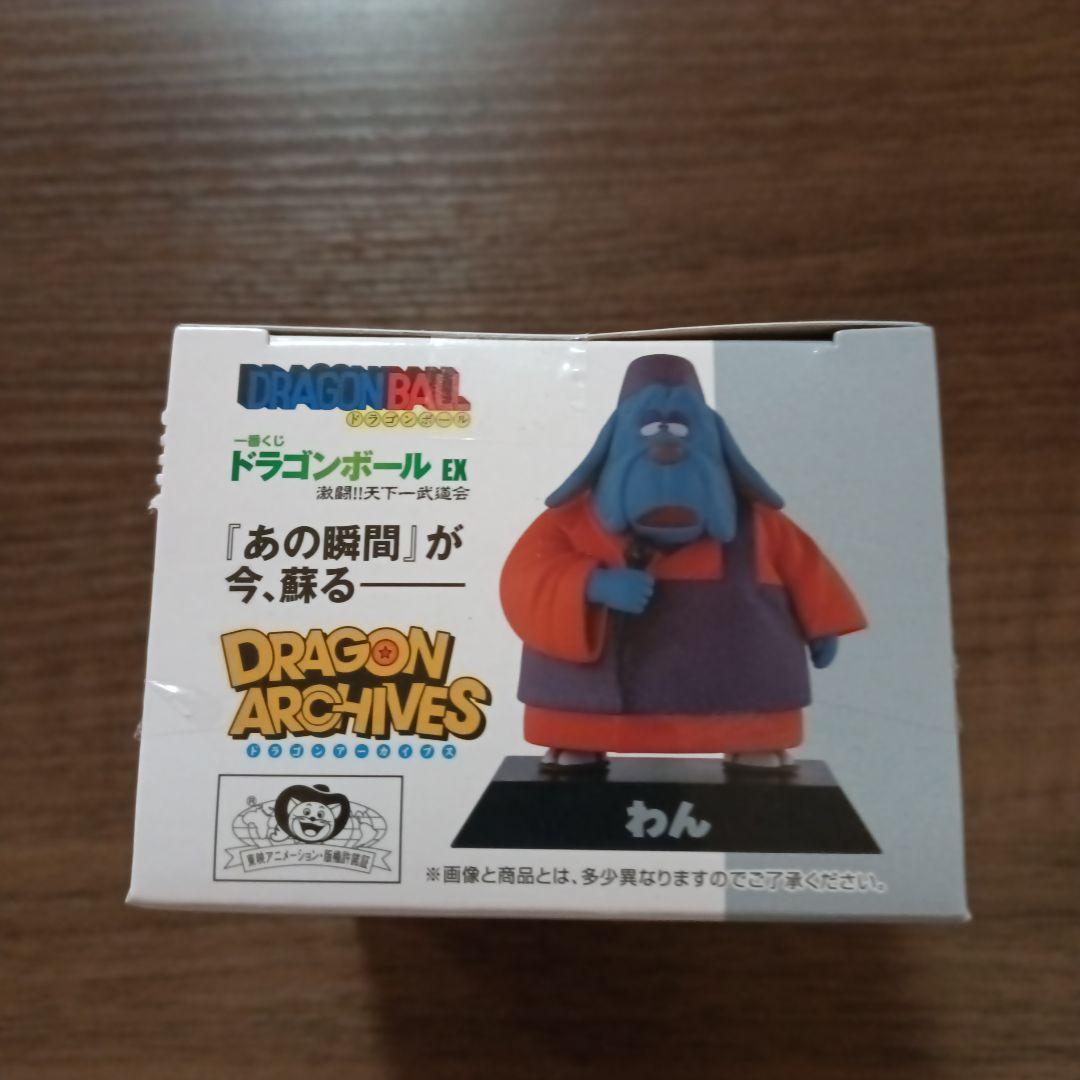 DRAGON BALL
ドラゴンボール
一番くじ
ドラゴンボール EX
激闘!!天下一武道会
『あの瞬間』が
今、蘇る――
DRAGON
ARCHIVES
ドラゴンアーカイブス
®
東映アニメーション・版権許諾証
わん
※画像と商品とは、多少異なりますのでご了承ください。